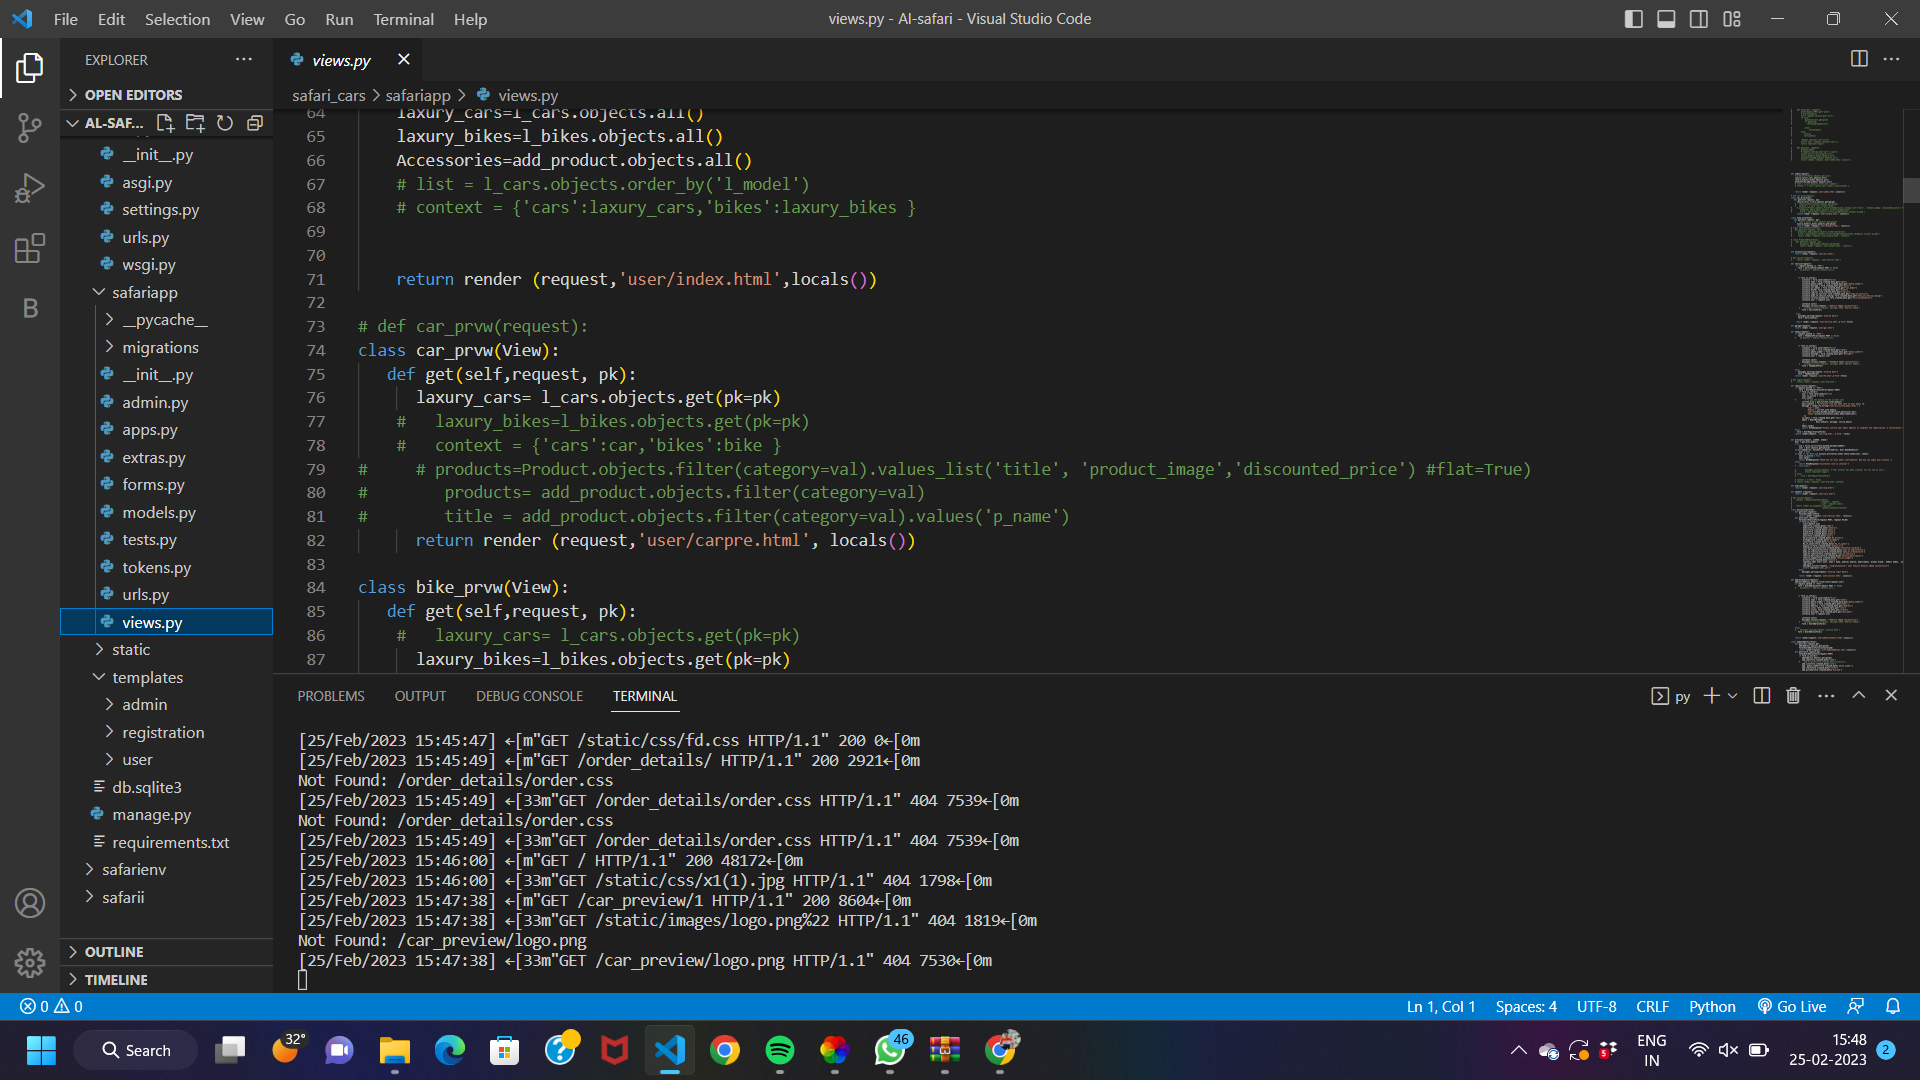 File Edit Selection View Go Run Terminal Help
views.py - Al-safari - Visual Studio Code
EXPLORER
OPEN EDITORS
AL-SAF...
__init__.py
asgi.py
settings.py
urls.py
wsgi.py
safariapp
__pycache__
migrations
__init__.py
admin.py
apps.py
extras.py
forms.py
models.py
tests.py
tokens.py
urls.py
views.py
static
templates
admin
registration
user
db.sqlite3
manage.py
requirements.txt
safarienv
safarii
OUTLINE
TIMELINE
views.py
safari_cars > safariapp > views.py
64 laxury_cars=l_cars.objects.all()
65 laxury_bikes=l_bikes.objects.all()
66 Accessories=add_product.objects.all()
67 # list = l_cars.objects.order_by('l_model')
68 # context = {'cars':laxury_cars,'bikes':laxury_bikes }
69
70
71 return render (request,'user/index.html',locals())
72
73 # def car_prvw(request):
74 class car_prvw(View):
75 def get(self,request, pk):
76 laxury_cars= l_cars.objects.get(pk=pk)
77 # laxury_bikes=l_bikes.objects.get(pk=pk)
78 # context = {'cars':car,'bikes':bike }
79 # # products=Product.objects.filter(category=val).values_list('title', 'product_image','discounted_price') #flat=True)
80 # products= add_product.objects.filter(category=val)
81 # title = add_product.objects.filter(category=val).values('p_name')
82 return render (request,'user/carpre.html', locals())
83
84 class bike_prvw(View):
85 def get(self,request, pk):
86 # laxury_cars= l_cars.objects.get(pk=pk)
87 laxury_bikes=l_bikes.objects.get(pk=pk)
PROBLEMS OUTPUT DEBUG CONSOLE TERMINAL
py
[25/Feb/2023 15:45:47] ←[m"GET /static/css/fd.css HTTP/1.1" 200 0←[0m
[25/Feb/2023 15:45:49] ←[m"GET /order_details/ HTTP/1.1" 200 2921←[0m
Not Found: /order_details/order.css
[25/Feb/2023 15:45:49] ←[33m"GET /order_details/order.css HTTP/1.1" 404 7539←[0m
Not Found: /order_details/order.css
[25/Feb/2023 15:45:49] ←[33m"GET /order_details/order.css HTTP/1.1" 404 7539←[0m
[25/Feb/2023 15:46:00] ←[m"GET / HTTP/1.1" 200 48172←[0m
[25/Feb/2023 15:46:00] ←[33m"GET /static/css/x1(1).jpg HTTP/1.1" 404 1798←[0m
[25/Feb/2023 15:47:38] ←[m"GET /car_preview/1 HTTP/1.1" 200 8604←[0m
[25/Feb/2023 15:47:38] ←[33m"GET /static/images/logo.png%22 HTTP/1.1" 404 1819←[0m
Not Found: /car_preview/logo.png
[25/Feb/2023 15:47:38] ←[33m"GET /car_preview/logo.png HTTP/1.1" 404 7530←[0m
0 0
Ln 1, Col 1 Spaces: 4 UTF-8 CRLF Python Go Live
Search
32°
46
ENG
IN
15:48
25-02-2023
2